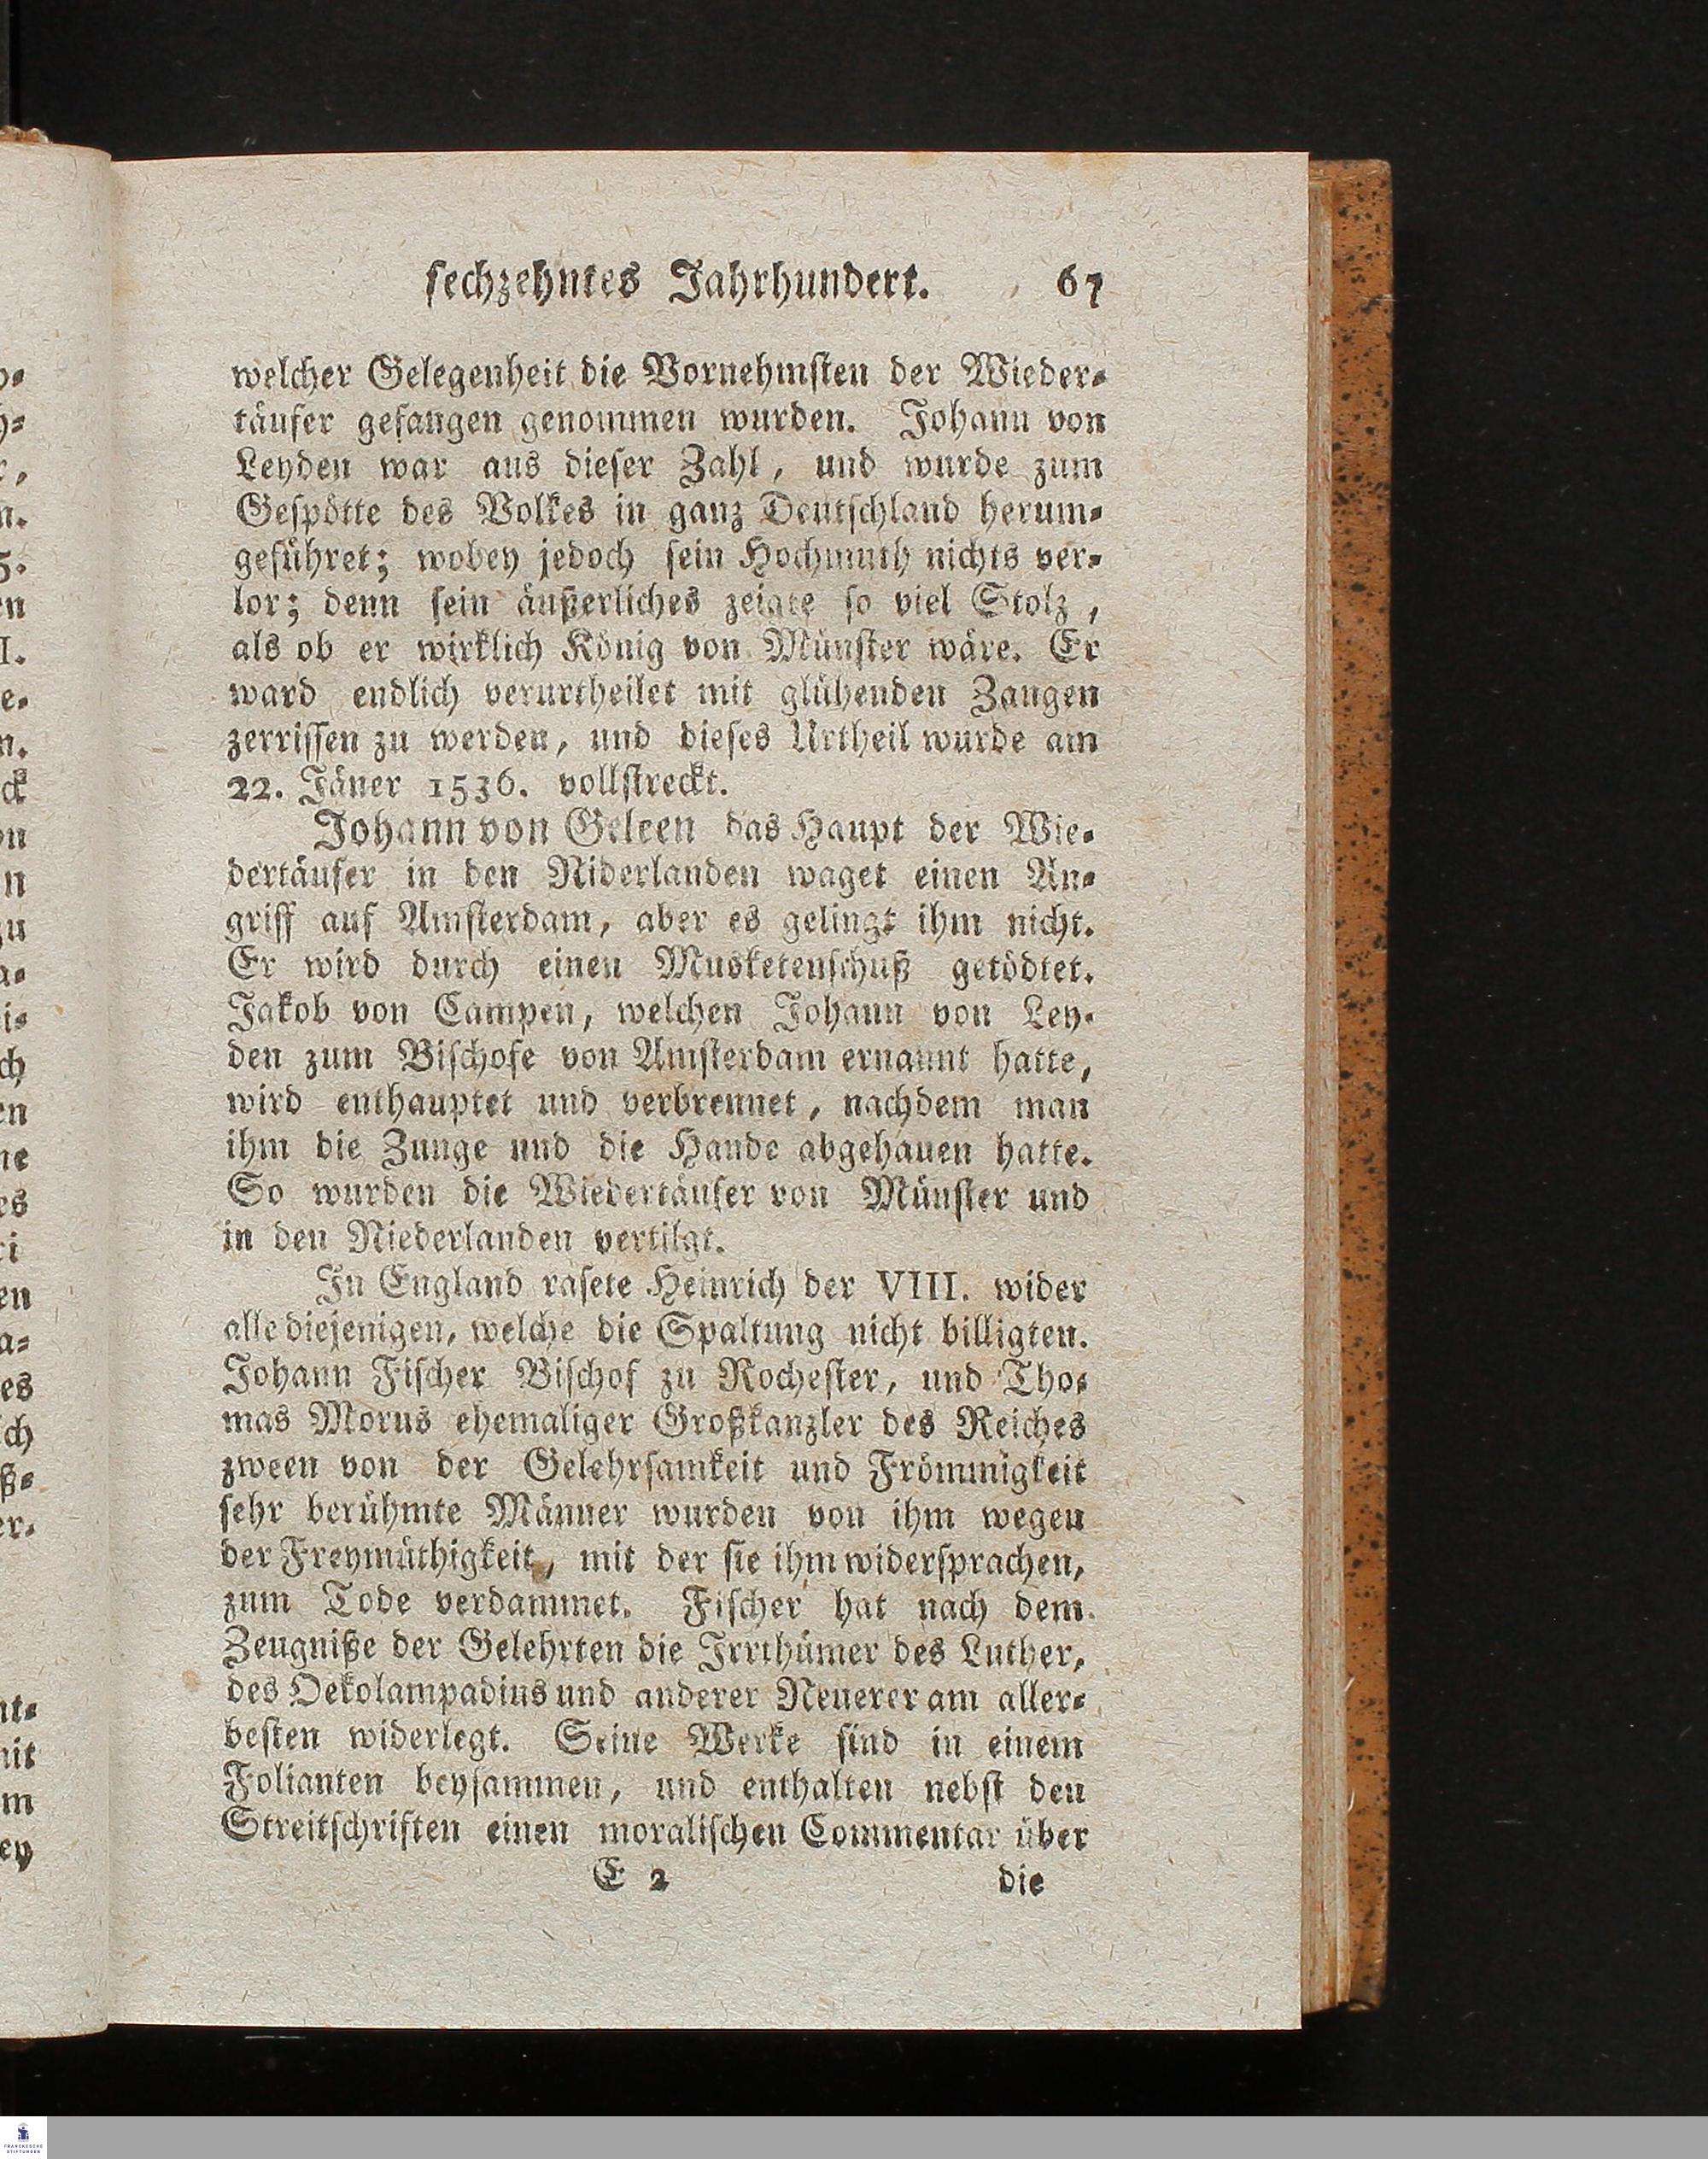 sechzehntes Jahrhundert. 67
welcher Gelegenheit die Vornehmsten der Wieder-
täufer gefangen genommen wurden. Johann von
Leyden war aus dieser Zahl, und wurde zum
Gespötte des Volkes in ganz Deutschland herum-
geführet; wobey jedoch sein Hochmuth nichts ver-
lor; denn sein äußerliches zeigte so viel Stolz,
als ob er wirklich König von Münster wäre. Er
ward endlich verurtheilet mit glühenden Zangen
zerrissen zu werden, und dieses Urtheil wurde am
22. Jäner 1536. vollstreckt.
Johann von Geleen das Haupt der Wie-
dertäufer in den Niderlanden waget einen An-
griff auf Amsterdam, aber es gelingt ihm nicht.
Er wird durch einen Musketenschuß getödtet.
Jakob von Campen, welchen Johann von Ley-
den zum Bischofe von Amsterdam ernannt hatte,
wird enthauptet und verbrennet, nachdem man
ihm die Zunge und die Hande abgehauen hatte.
So wurden die Wiedertäufer von Münster und
in den Niederlanden vertilgt.
In England rasete Heinrich der VIII. wider
alle diejenigen, welche die Spaltung nicht billigten.
Johann Fischer Bischof zu Rochester, und Tho-
mas Morus ehemaliger Großkanzler des Reiches
zween von der Gelehrsamkeit und Frömmigkeit
sehr berühmte Männer wurden von ihm wegen
der Freymüthigkeit, mit der sie ihm widersprachen,
zum Tode verdammet. Fischer hat nach dem
Zeugniße der Gelehrten die Irrthümer des Luther,
des Oekolampadius und anderer Neuerer am aller-
besten widerlegt. Seine Werke sind in einem
Folianten beysammen, und enthalten nebst den
Streitschriften einen moralischen Commentar über
E 2 die
FRANCKESCHE
STIFTUNGEN